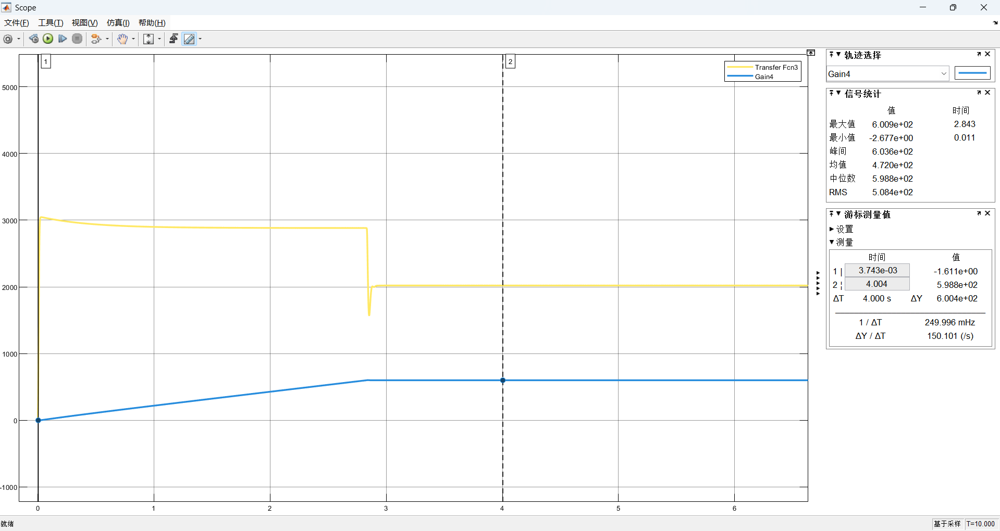 Scope
文件(F) 工具(T) 视图(V) 仿真(I) 帮助(H)
1
2
Transfer Fcn3
Gain4
5000
4000
3000
2000
1000
0
-1000
0 1 2 3 4 5 6
轨迹选择
Gain4
信号统计
值 时间
最大值 6.009e+02 2.843
最小值 -2.677e+00 0.011
峰间 6.036e+02
均值 4.720e+02
中位数 5.988e+02
RMS 5.084e+02
游标测量值
设置
测量
时间 值
1 | 3.743e-03 -1.611e+00
2 ¦ 4.004 5.988e+02
ΔT 4.000 s ΔY 6.004e+02
1 / ΔT 249.996 mHz
ΔY / ΔT 150.101 (/s)
就绪 基于采样 T=10.000